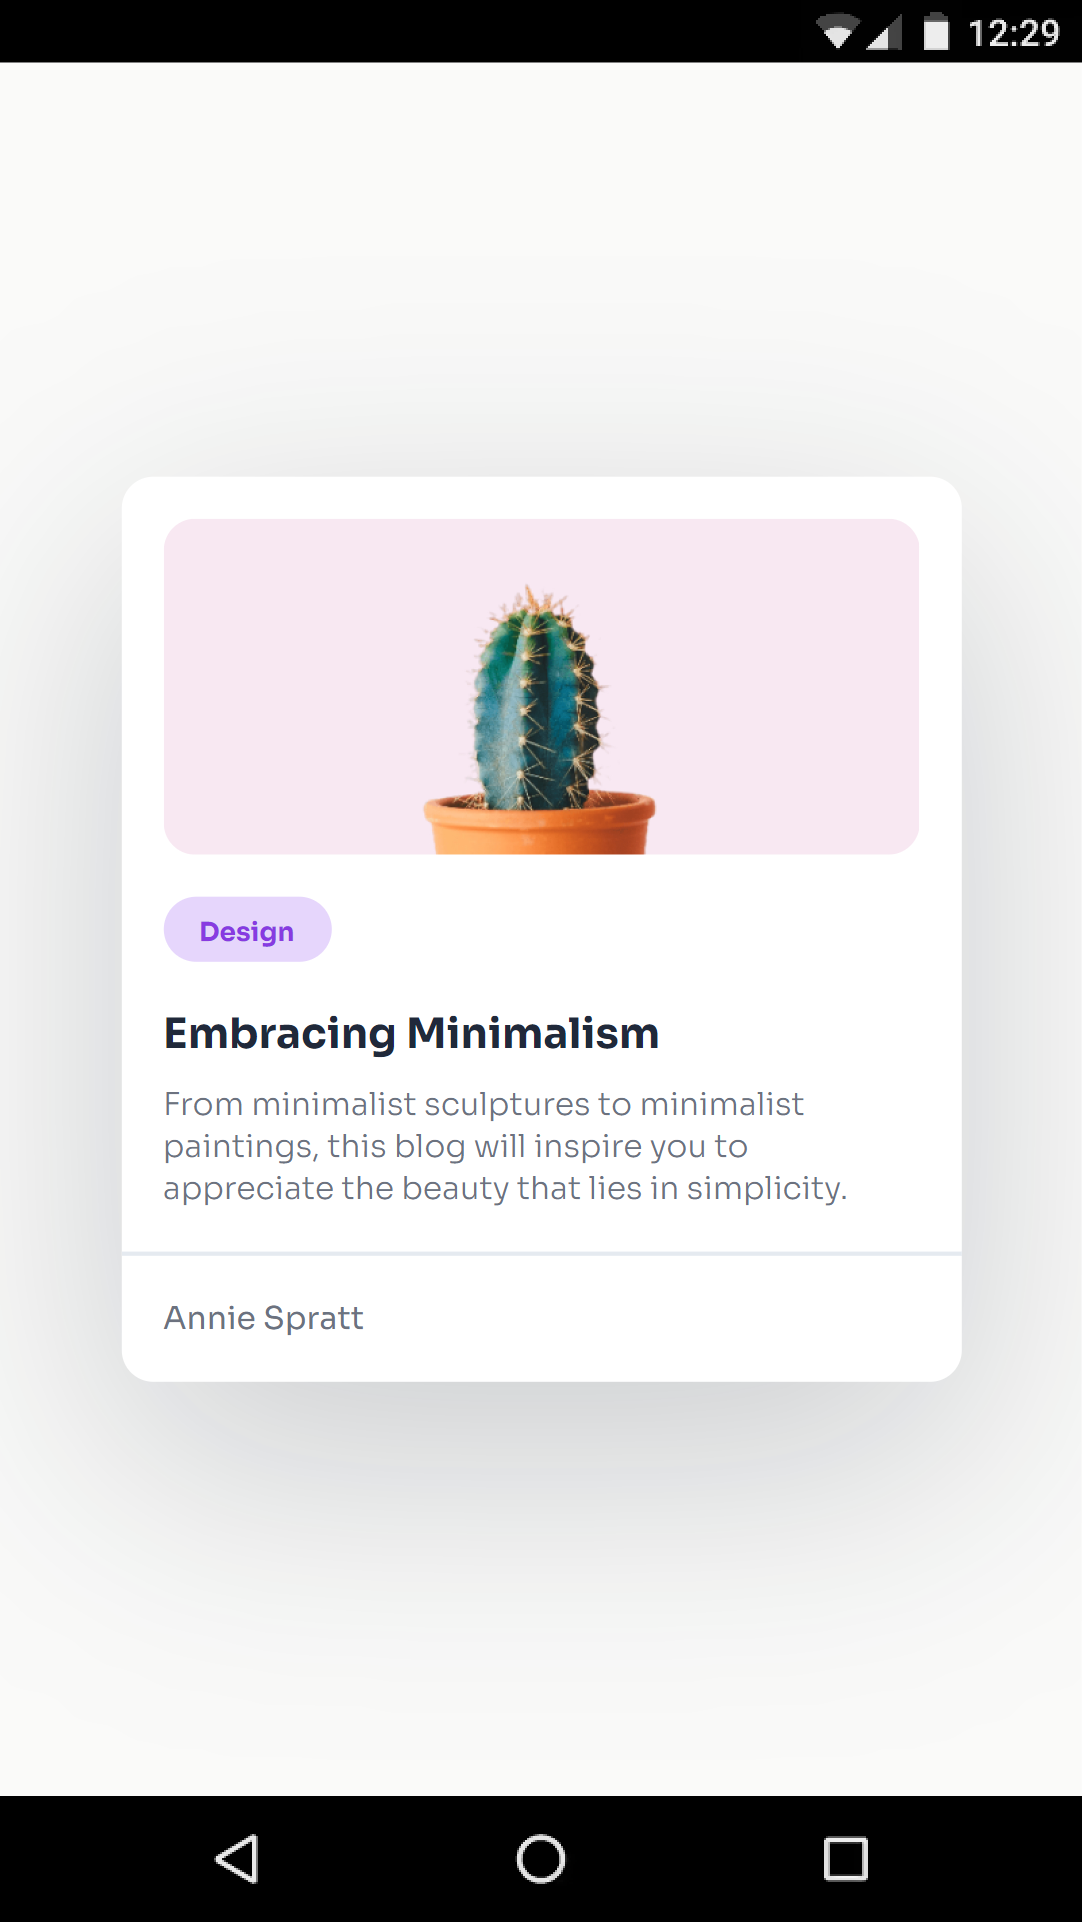 12:29
Design
Embracing Minimalism
From minimalist sculptures to minimalist
paintings, this blog will inspire you to
appreciate the beauty that lies in simplicity.
Annie Spratt